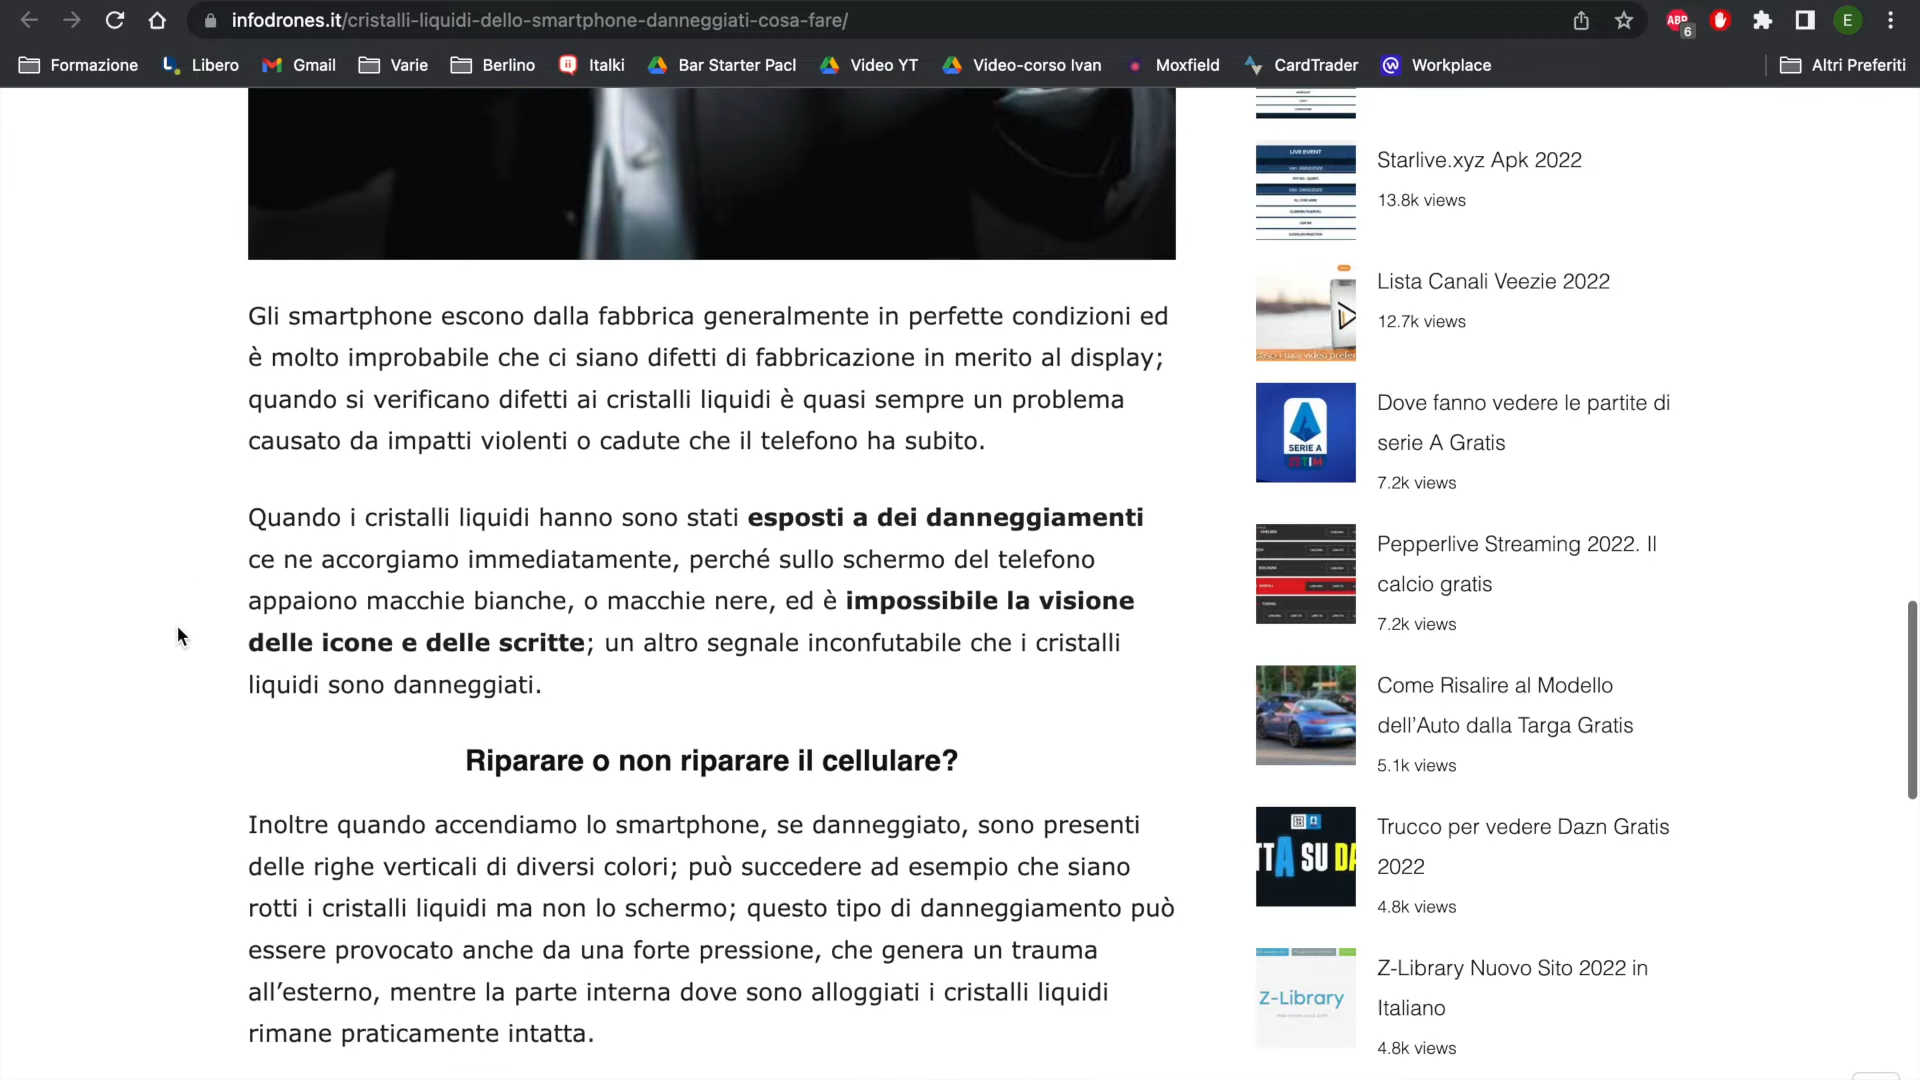 infodrones.it/cristalli-liquidi-dello-smartphone-danneggiati-cosa-fare/
ABP
6
E
Formazione
Libero
Gmail
Varie
Berlino
Italki
Bar Starter Pacl
Video YT
Video-corso Ivan
Moxfield
CardTrader
Workplace
Altri Preferiti
Gli smartphone escono dalla fabbrica generalmente in perfette condizioni ed
è molto improbabile che ci siano difetti di fabbricazione in merito al display;
quando si verificano difetti ai cristalli liquidi è quasi sempre un problema
causato da impatti violenti o cadute che il telefono ha subito.
Quando i cristalli liquidi hanno sono stati esposti a dei danneggiamenti
ce ne accorgiamo immediatamente, perché sullo schermo del telefono
appaiono macchie bianche, o macchie nere, ed è impossibile la visione
delle icone e delle scritte; un altro segnale inconfutabile che i cristalli
liquidi sono danneggiati.
Riparare o non riparare il cellulare?
Inoltre quando accendiamo lo smartphone, se danneggiato, sono presenti
delle righe verticali di diversi colori; può succedere ad esempio che siano
rotti i cristalli liquidi ma non lo schermo; questo tipo di danneggiamento può
essere provocato anche da una forte pressione, che genera un trauma
all’esterno, mentre la parte interna dove sono alloggiati i cristalli liquidi
rimane praticamente intatta.
LIVE EVENT
Starlive.xyz Apk 2022
13.8k views
Lista Canali Veezie 2022
12.7k views
SERIE A
TIM
Dove fanno vedere le partite di
serie A Gratis
7.2k views
Pepperlive Streaming 2022. Il
calcio gratis
7.2k views
Come Risalire al Modello
dell’Auto dalla Targa Gratis
5.1k views
TTA SU DA
Trucco per vedere Dazn Gratis
2022
4.8k views
Z-Library
Z-Library Nuovo Sito 2022 in
Italiano
4.8k views